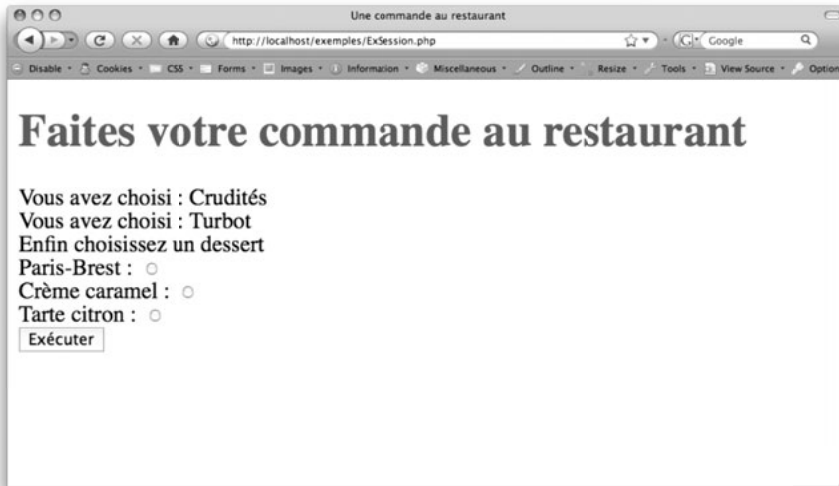 Une commande au restaurant
http://localhost/exemples/ExSession.php
Google
Disable Cookies CSS Forms Images Information Miscellaneous Outline Resize Tools View Source Option
Faites votre commande au restaurant
Vous avez choisi : Crudités
Vous avez choisi : Turbot
Enfin choisissez un dessert
Paris-Brest :
Crème caramel :
Tarte citron :
Exécuter